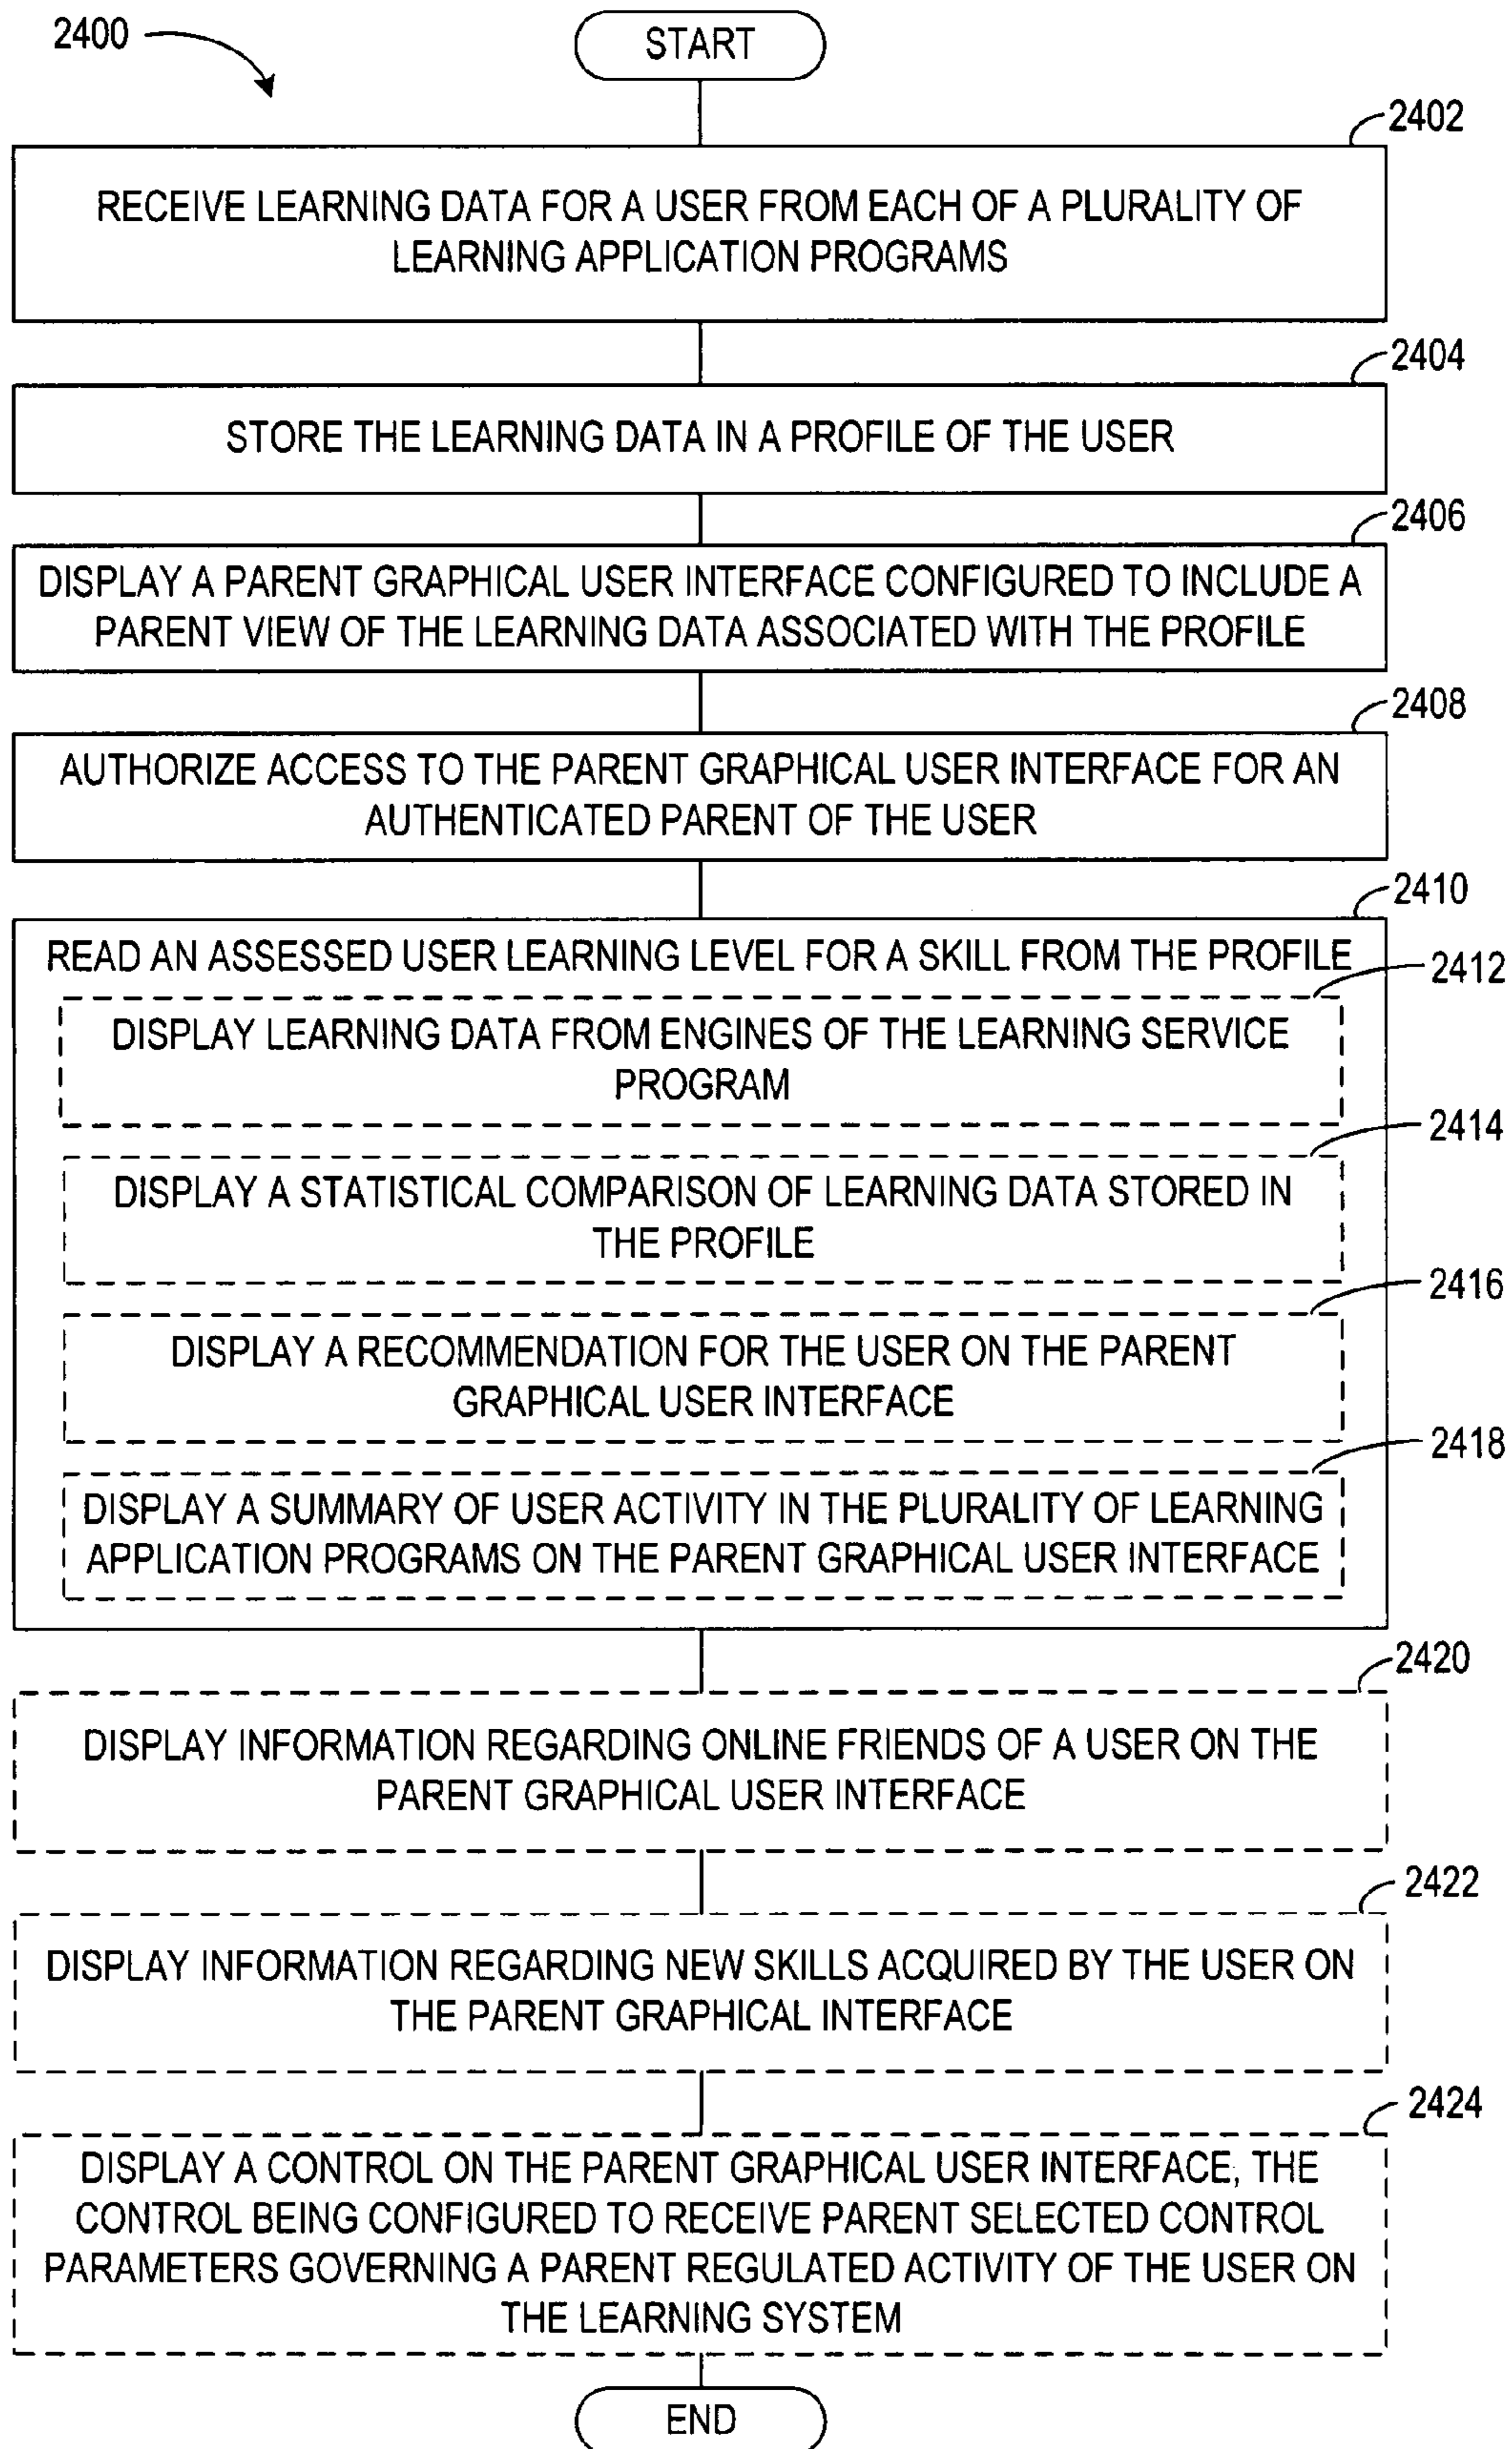 2400
START
2402
RECEIVE LEARNING DATA FOR A USER FROM EACH OF A PLURALITY OF
LEARNING APPLICATION PROGRAMS
2404
STORE THE LEARNING DATA IN A PROFILE OF THE USER
2406
DISPLAY A PARENT GRAPHICAL USER INTERFACE CONFIGURED TO INCLUDE A
PARENT VIEW OF THE LEARNING DATA ASSOCIATED WITH THE PROFILE
2408
AUTHORIZE ACCESS TO THE PARENT GRAPHICAL USER INTERFACE FOR AN
AUTHENTICATED PARENT OF THE USER
2410
READ AN ASSESSED USER LEARNING LEVEL FOR A SKILL FROM THE PROFILE
2412
DISPLAY LEARNING DATA FROM ENGINES OF THE LEARNING SERVICE
PROGRAM
2414
DISPLAY A STATISTICAL COMPARISON OF LEARNING DATA STORED IN
THE PROFILE
2416
DISPLAY A RECOMMENDATION FOR THE USER ON THE PARENT
GRAPHICAL USER INTERFACE
2418
DISPLAY A SUMMARY OF USER ACTIVITY IN THE PLURALITY OF LEARNING
APPLICATION PROGRAMS ON THE PARENT GRAPHICAL USER INTERFACE
2420
DISPLAY INFORMATION REGARDING ONLINE FRIENDS OF A USER ON THE
PARENT GRAPHICAL USER INTERFACE
2422
DISPLAY INFORMATION REGARDING NEW SKILLS ACQUIRED BY THE USER ON
THE PARENT GRAPHICAL INTERFACE
2424
DISPLAY A CONTROL ON THE PARENT GRAPHICAL USER INTERFACE, THE
CONTROL BEING CONFIGURED TO RECEIVE PARENT SELECTED CONTROL
PARAMETERS GOVERNING A PARENT REGULATED ACTIVITY OF THE USER ON
THE LEARNING SYSTEM
END